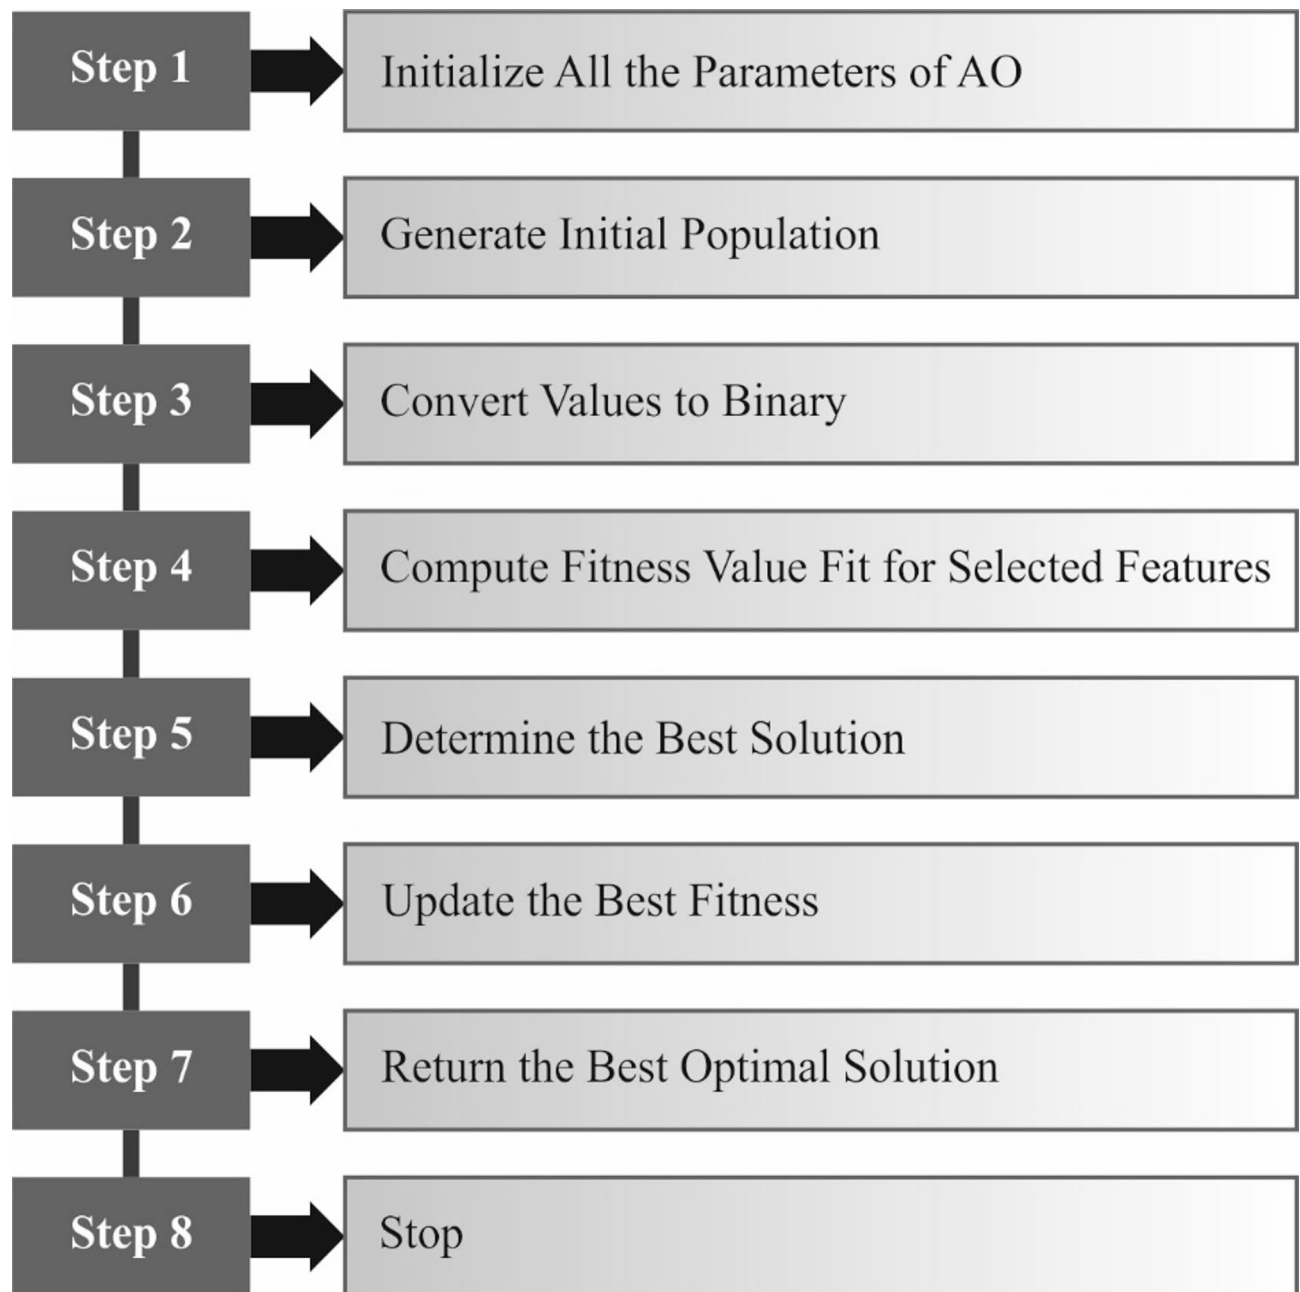 Step 1
Initialize All the Parameters of AO
Step 2
Generate Initial Population
Step 3
Convert Values to Binary
Step 4
Compute Fitness Value Fit for Selected Features
Step 5
Determine the Best Solution
Step 6
Update the Best Fitness
Step 7
Return the Best Optimal Solution
Step 8
Stop